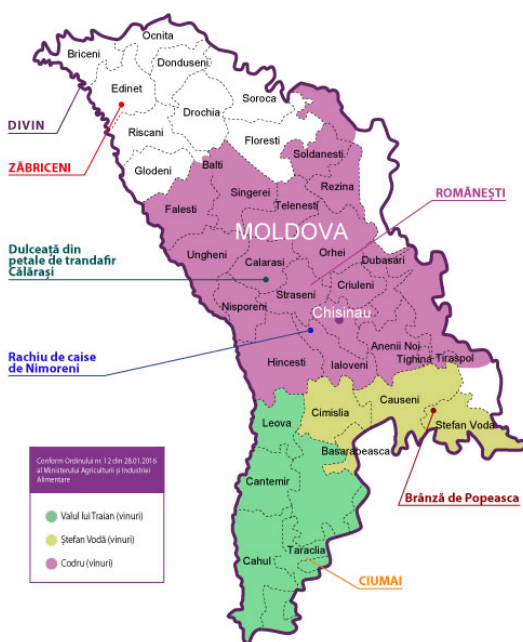 Ocnita
Briceni
Donduseni
Edinet
Soroca
DIVIN
Drochia
Riscani
Floresti
ZĂBRICENI
Soldanesti
Glodeni
Balti
Singerei
Rezina
ROMÂNEȘTI
Telenesti
Falesti
MOLDOVA
Orhei
Dulceață din
petale de trandafir
Călărași
Ungheni
Calarasi
Dubasari
Straseni
Criuleni
Nisporeni
Chisinau
Rachiu de caise
de Nimoreni
Hincesti
Ialoveni
Anenii Noi
Tighina
Tiraspol
Leova
Cimislia
Causeni
Stefan Voda
Basarabeasca
Conform Ordinului nr. 12 din 28.01.2016
al Ministerului Agriculturii și Industriei
Alimentare
Cantemir
Brânză de Popeasca
Valul lui Traian (vinuri)
Ștefan Vodă (vinuri)
Codru (vinuri)
Cahul
Taraclia
CIUMAI